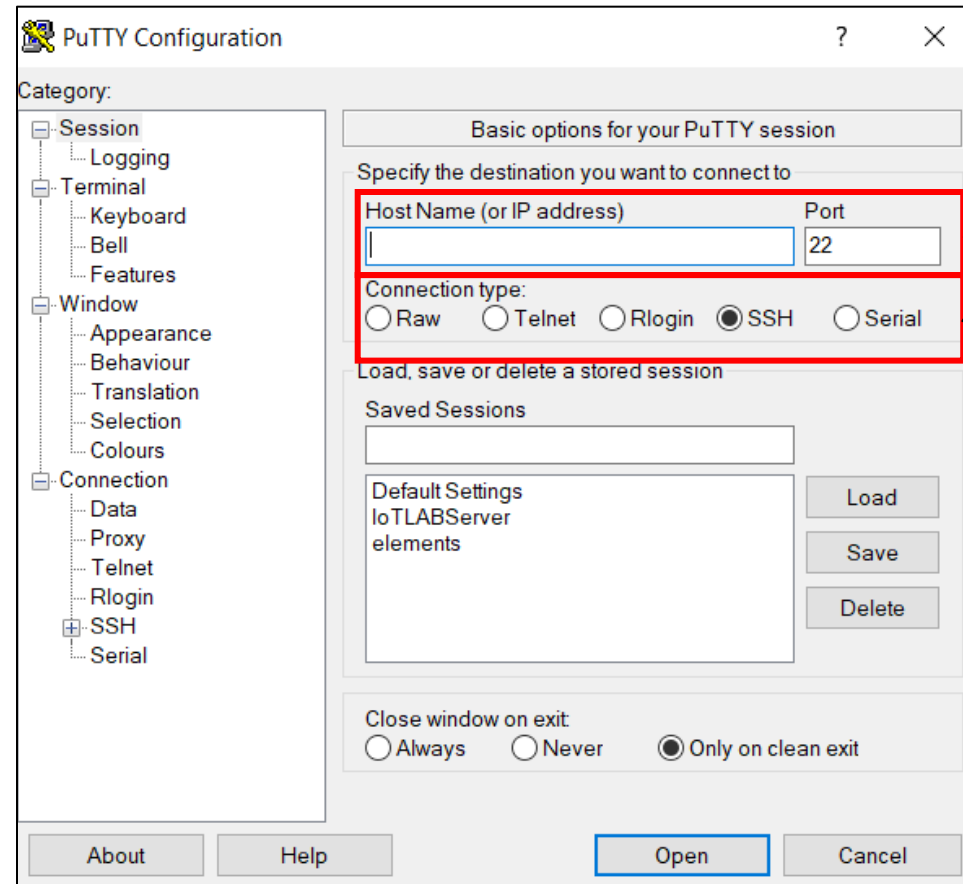 PuTTY Configuration
Category:
Session
Logging
Terminal
Keyboard
Bell
Features
Window
Appearance
Behaviour
Translation
Selection
Colours
Connection
Data
Proxy
Telnet
Rlogin
SSH
Serial
Basic options for your PuTTY session
Specify the destination you want to connect to
Host Name (or IP address) Port
22
Connection type:
Raw Telnet Rlogin SSH Serial
Load, save or delete a stored session
Saved Sessions
Default Settings
IoTLABServer
elements
Load
Save
Delete
Close window on exit:
Always Never Only on clean exit
About Help Open Cancel